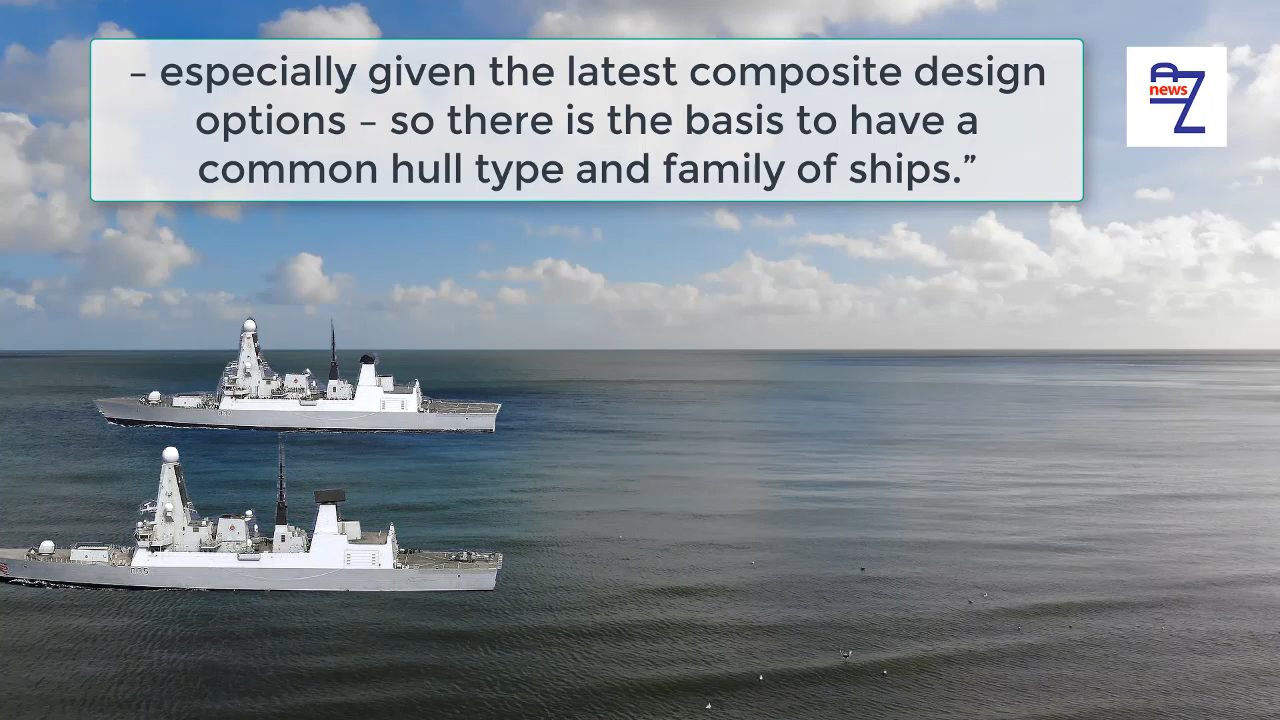 – especially given the latest composite design
options – so there is the basis to have a
common hull type and family of ships.”
A
news
Z